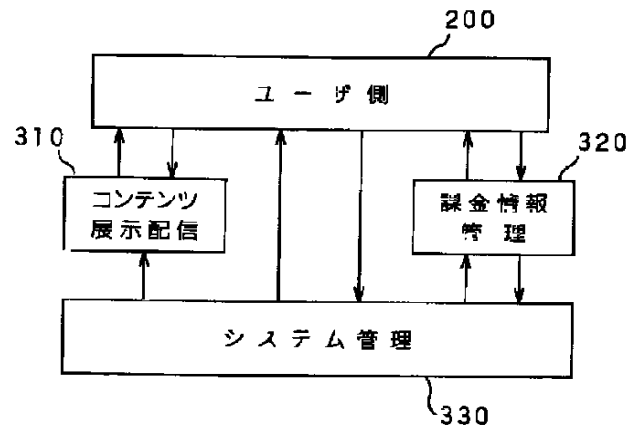 200
ユーザ側
310
コンテンツ
展示配信
320
課金情報
管理
システム管理
330